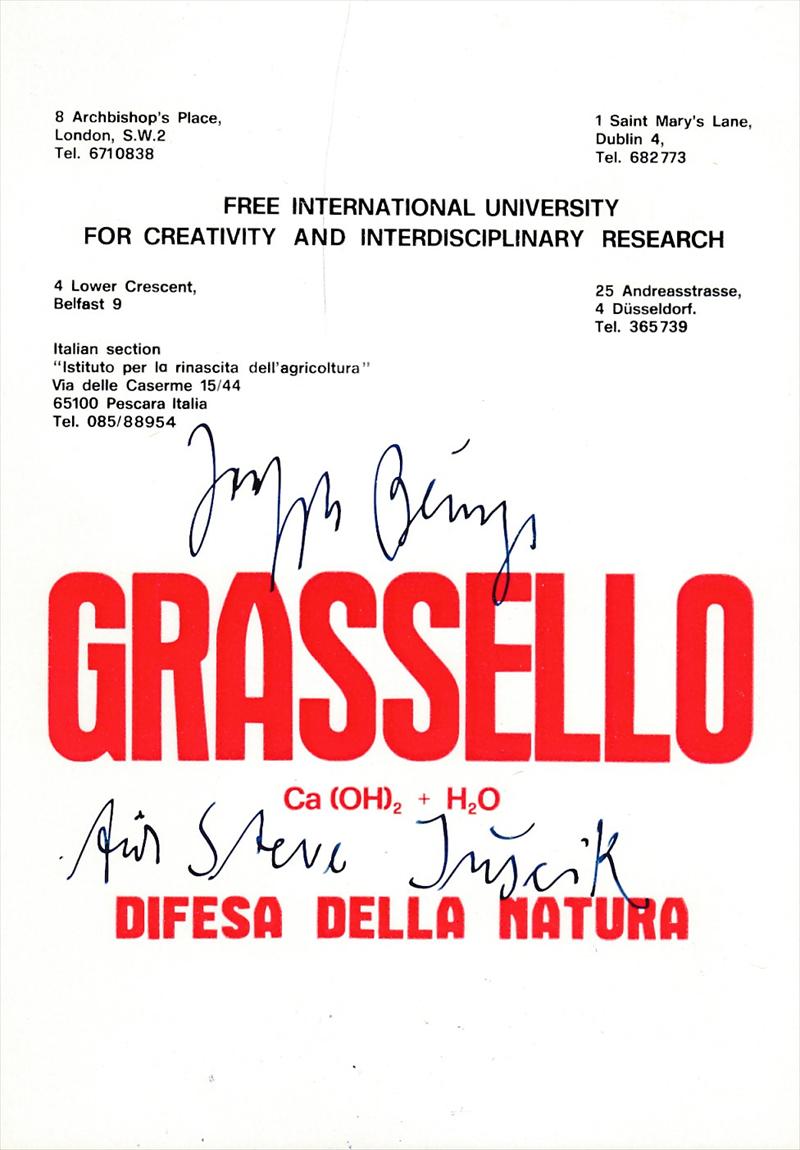 8 Archbishop's Place,
London, S.W.2
Tel. 6710838
1 Saint Mary's Lane,
Dublin 4,
Tel. 682773
FREE INTERNATIONAL UNIVERSITY
FOR CREATIVITY AND INTERDISCIPLINARY RESEARCH
4 Lower Crescent,
Belfast 9
25 Andreasstrasse,
4 Düsseldorf.
Tel. 365739
Italian section
"Istituto per la rinascita dell'agricoltura"
Via delle Caserme 15/44
65100 Pescara Italia
Tel. 085/88954
Joseph Beuys
GRASSELLO
Ca (OH)₂ + H₂O
für Steve
DIFESA DELLA NATURA